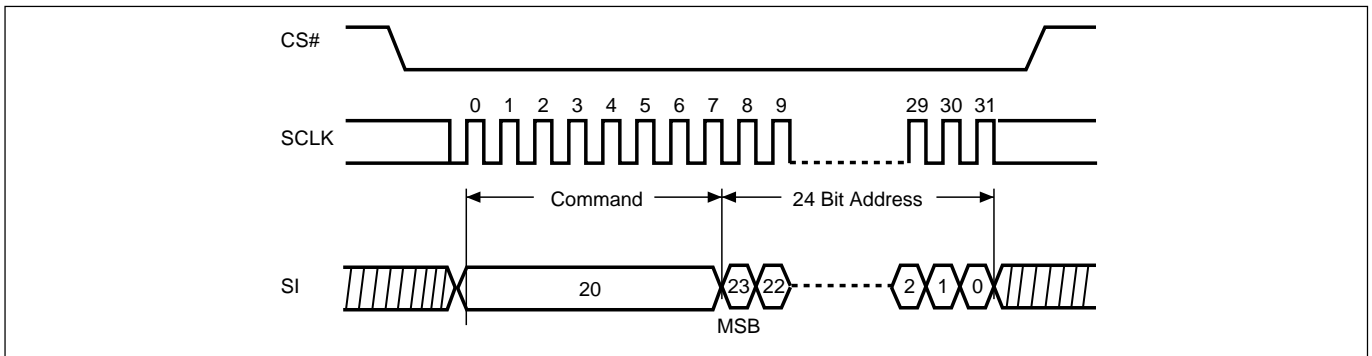 CS#
0 1 2 3 4 5 6 7 8 9 29 30 31
SCLK
Command 24 Bit Address
SI 20 23 22 2 1 0
MSB